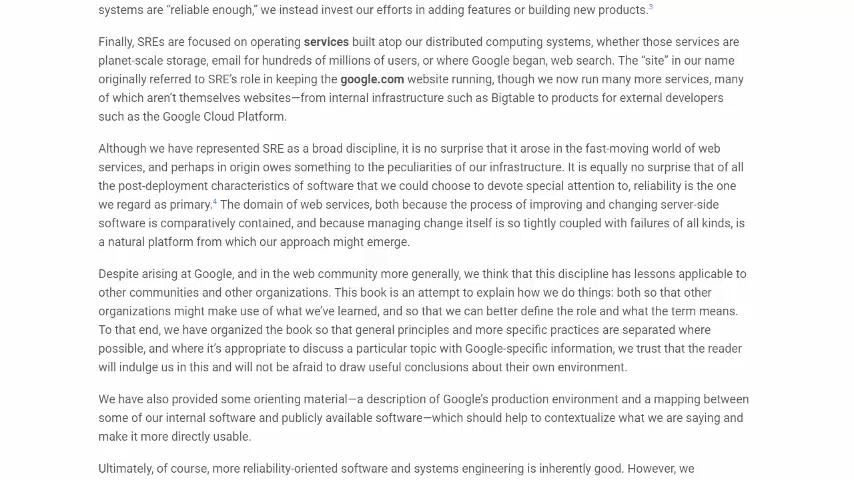 systems are “reliable enough,” we instead invest our efforts in adding features or building new products.3
Finally, SREs are focused on operating services built atop our distributed computing systems, whether those services are
planet-scale storage, email for hundreds of millions of users, or where Google began, web search. The “site” in our name
originally referred to SRE’s role in keeping the google.com website running, though we now run many more services, many
of which aren’t themselves websites—from internal infrastructure such as Bigtable to products for external developers
such as the Google Cloud Platform.
Although we have represented SRE as a broad discipline, it is no surprise that it arose in the fast-moving world of web
services, and perhaps in origin owes something to the peculiarities of our infrastructure. It is equally no surprise that of all
the post-deployment characteristics of software that we could choose to devote special attention to, reliability is the one
we regard as primary.4 The domain of web services, both because the process of improving and changing server-side
software is comparatively contained, and because managing change itself is so tightly coupled with failures of all kinds, is
a natural platform from which our approach might emerge.
Despite arising at Google, and in the web community more generally, we think that this discipline has lessons applicable to
other communities and other organizations. This book is an attempt to explain how we do things: both so that other
organizations might make use of what we’ve learned, and so that we can better define the role and what the term means.
To that end, we have organized the book so that general principles and more specific practices are separated where
possible, and where it’s appropriate to discuss a particular topic with Google-specific information, we trust that the reader
will indulge us in this and will not be afraid to draw useful conclusions about their own environment.
We have also provided some orienting material—a description of Google’s production environment and a mapping between
some of our internal software and publicly available software—which should help to contextualize what we are saying and
make it more directly usable.
Ultimately, of course, more reliability-oriented software and systems engineering is inherently good. However, we